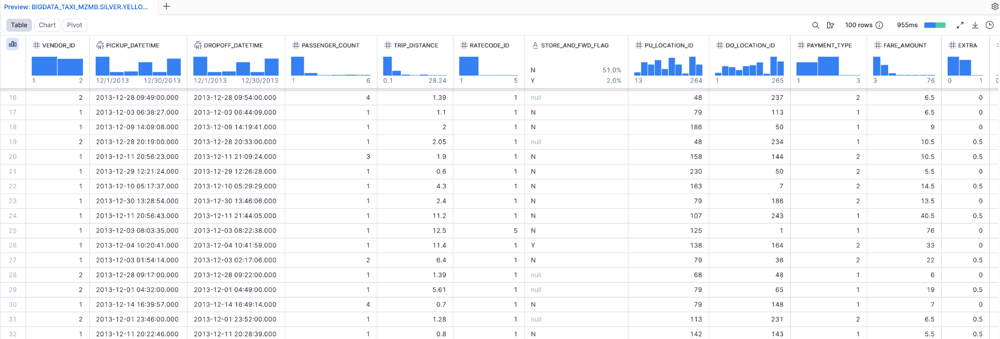 Preview: BIGDATA_TAXI_MZMB.SILVER.YELLO...
Table Chart Pivot 100 rows 955ms
VENDOR_ID PICKUP_DATETIME DROPOFF_DATETIME PASSENGER_COUNT TRIP_DISTANCE RATECODE_ID STORE_AND_FWD_FLAG PU_LOCATION_ID DO_LOCATION_ID PAYMENT_TYPE FARE_AMOUNT EXTRA
N 51.0%
1 2 12/1/2013 12/30/2013 12/1/2013 12/30/2013 1 6 0.1 28.24 1 5 Y 2.0% 13 264 1 265 1 3 3 76 0 1
16 2 2013-12-28 09:49:00.000 2013-12-28 09:54:00.000 4 1.39 1 null 48 237 2 6.5 0
17 1 2013-12-03 06:38:27.000 2013-12-03 06:44:09.000 1 1.1 1 N 79 113 1 6.5 0
18 1 2013-12-09 14:09:08.000 2013-12-09 14:19:41.000 1 2 1 N 186 50 1 9 0
19 2 2013-12-28 20:19:00.000 2013-12-28 20:33:00.000 1 2.05 1 null 48 234 1 10.5 0.5
20 1 2013-12-11 20:56:23.000 2013-12-11 21:09:24.000 3 1.9 1 N 158 144 2 10.5 0.5
21 1 2013-12-29 12:21:24.000 2013-12-29 12:26:28.000 1 0.6 1 N 230 50 2 5.5 0
22 1 2013-12-10 05:17:37.000 2013-12-10 05:29:29.000 1 4.3 1 N 163 7 2 14.5 0.5
23 1 2013-12-30 13:28:54.000 2013-12-30 13:46:06.000 1 2.4 1 N 79 186 2 13.5 0
24 1 2013-12-11 20:56:43.000 2013-12-11 21:44:05.000 1 11.2 1 N 107 243 1 40.5 0.5
25 1 2013-12-03 08:03:35.000 2013-12-03 08:22:38.000 1 12.5 5 N 125 1 1 76 0
26 1 2013-12-04 10:20:41.000 2013-12-04 10:41:59.000 1 11.4 1 Y 138 164 2 33 0
27 1 2013-12-03 01:54:14.000 2013-12-03 02:17:06.000 2 6.4 1 N 79 36 2 22 0.5
28 2 2013-12-28 09:17:00.000 2013-12-28 09:22:00.000 1 1.39 1 null 68 48 1 6 0
29 2 2013-12-01 04:32:00.000 2013-12-01 04:49:00.000 1 5.61 1 null 79 65 1 19 0.5
30 1 2013-12-14 16:39:57.000 2013-12-14 16:49:14.000 4 0.7 1 N 79 148 1 7 0
31 2 2013-12-01 23:46:00.000 2013-12-01 23:52:00.000 1 1.28 1 null 113 231 2 6.5 0.5
32 1 2013-12-11 20:22:46.000 2013-12-11 20:28:39.000 1 0.8 1 N 142 143 1 5.5 0.5